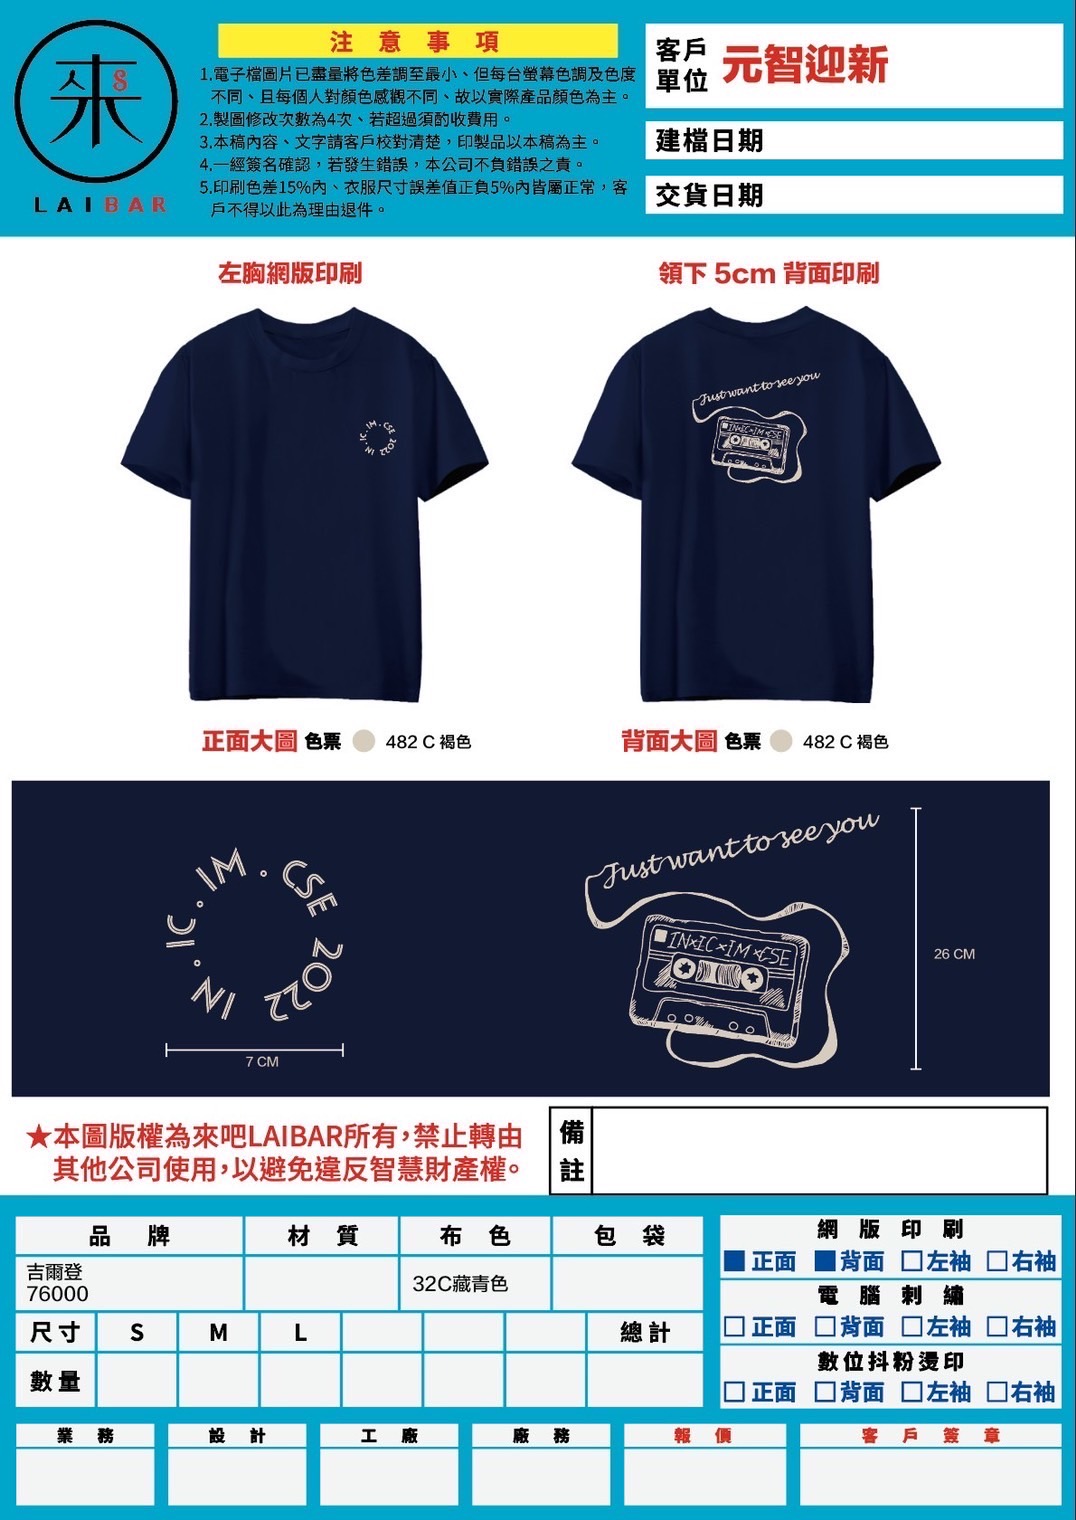 來S
LAIBAR
注意事項
1.電子檔圖片已盡量將色差調至最小、但每台螢幕色調及色度
不同、且每個人對顏色感觀不同、故以實際產品顏色為主。
2.製圖修改次數為4次、若超過須酌收費用。
3.本稿內容、文字請客戶校對清楚，印製品以本稿為主。
4.一經簽名確認，若發生錯誤，本公司不負錯誤之責。
5.印刷色差15%內、衣服尺寸誤差值正負5%內皆屬正常，客
戶不得以此為理由退件。
客戶
單位
元智迎新
建檔日期
交貨日期
左胸網版印刷
領下 5cm 背面印刷
IN.IC.IM.CSE 2022
Just want to see you
IN×IC×IM×CSE
正面大圖 色票 482 C 褐色
背面大圖 色票 482 C 褐色
IN.IC.IM.CSE 2022
7 CM
Just want to see you
IN×IC×IM×CSE
26 CM
★本圖版權為來吧LAIBAR所有，禁止轉由
其他公司使用，以避免違反智慧財產權。
備註
品牌 材質 布色 包袋
吉爾登
76000
32C藏青色
尺寸 S M L 總計
數量
網版印刷
■正面 ■背面 □左袖 □右袖
電腦刺繡
□正面 □背面 □左袖 □右袖
數位抖粉燙印
□正面 □背面 □左袖 □右袖
業務 設計 工廠 廠務 報價 客戶簽章